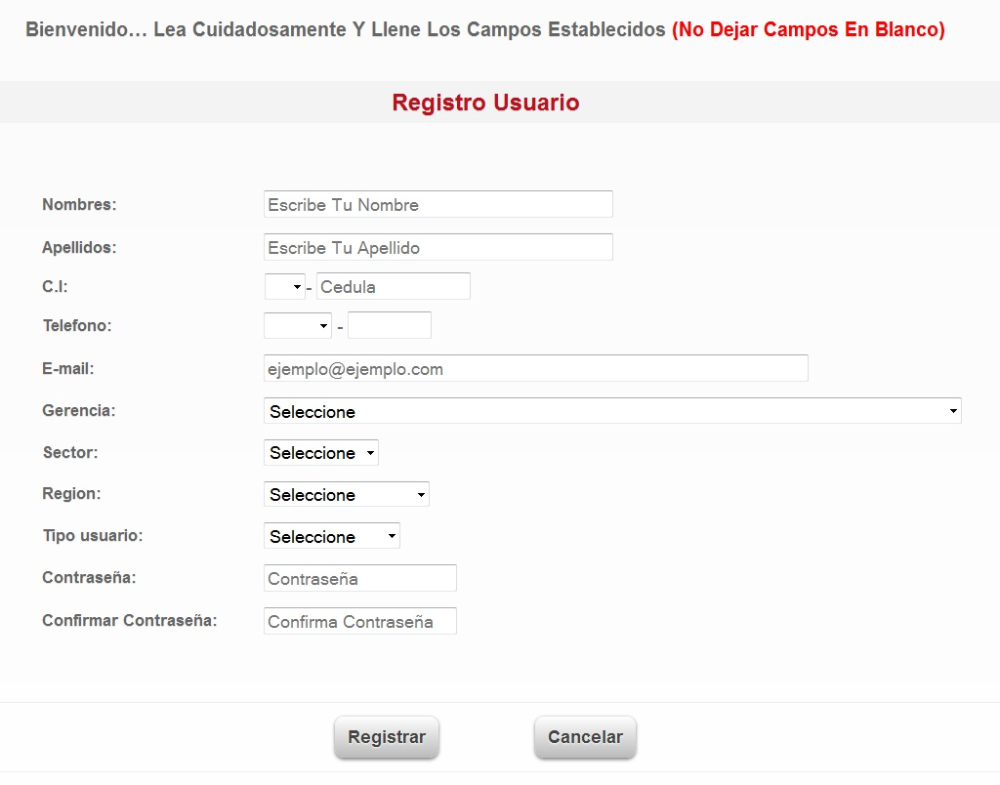 Bienvenido... Lea Cuidadosamente Y Llene Los Campos Establecidos (No Dejar Campos En Blanco)
Registro Usuario
Nombres: Escribe Tu Nombre
Apellidos: Escribe Tu Apellido
C.I: - Cedula
Telefono: -
E-mail: ejemplo@ejemplo.com
Gerencia: Seleccione
Sector: Seleccione
Region: Seleccione
Tipo usuario: Seleccione
Contraseña: Contraseña
Confirmar Contraseña: Confirma Contraseña
Registrar Cancelar